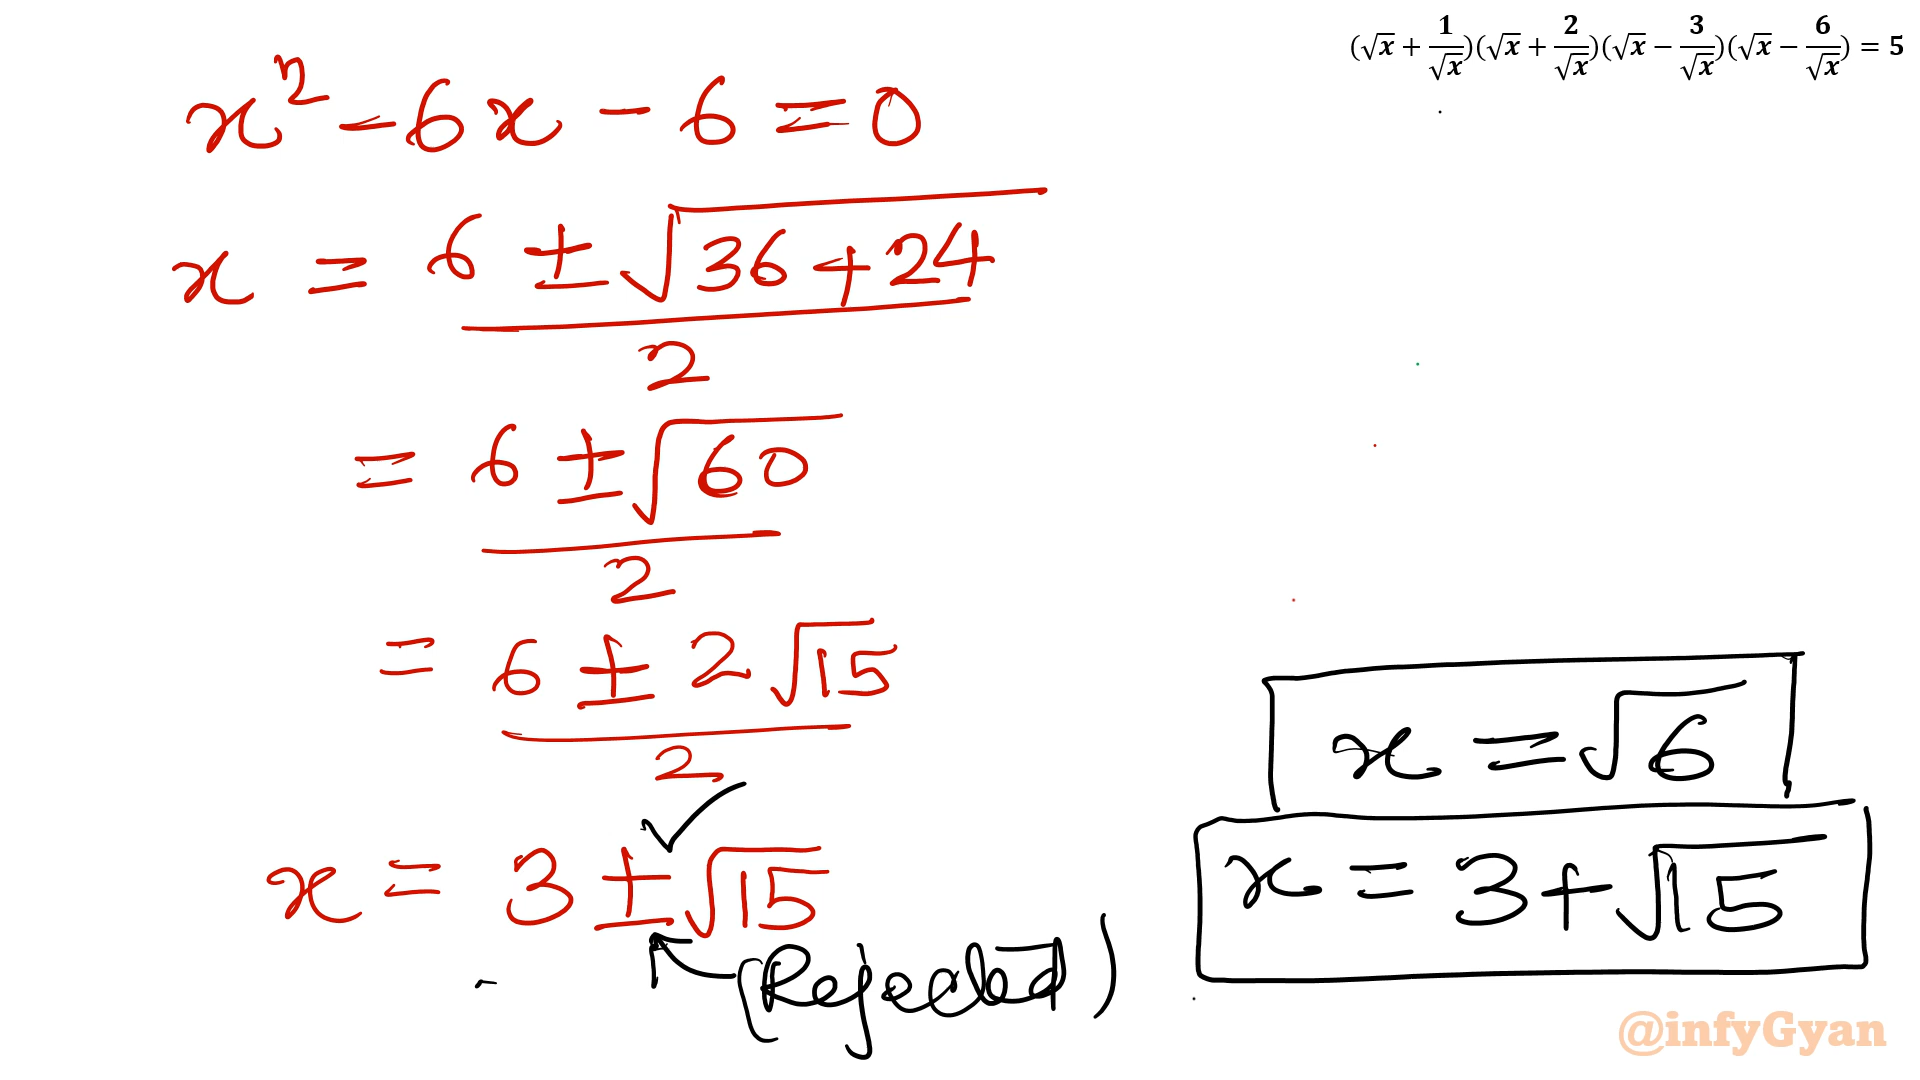 (√x + 1/√x)(√x + 2/√x)(√x − 3/√x)(√x − 6/√x) = 5
x² − 6x − 6 = 0
x = (6 ± √(36 + 24))/2
= (6 ± √60)/2
= (6 ± 2√15)/2
x = 3 ± √15 ✓
(Rejected)
x = √6
x = 3 + √15
@infyGyan